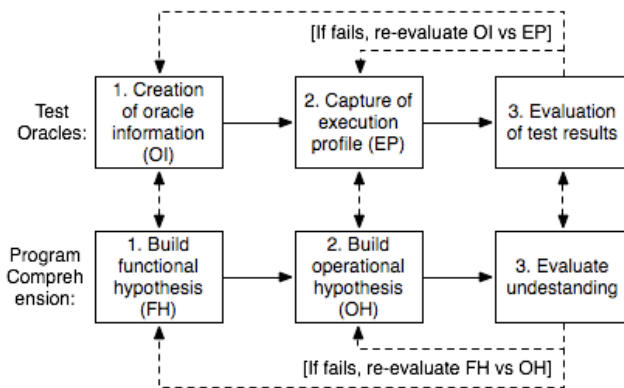 [If fails, re-evaluate OI vs EP]
Test
Oracles:
1. Creation
of oracle
information
(OI)
2. Capture of
execution
profile (EP)
3. Evaluation
of test results
Program
Compreh
ension:
1. Build
functional
hypothesis
(FH)
2. Build
operational
hypothesis
(OH)
3. Evaluate
undestanding
[If fails, re-evaluate FH vs OH]